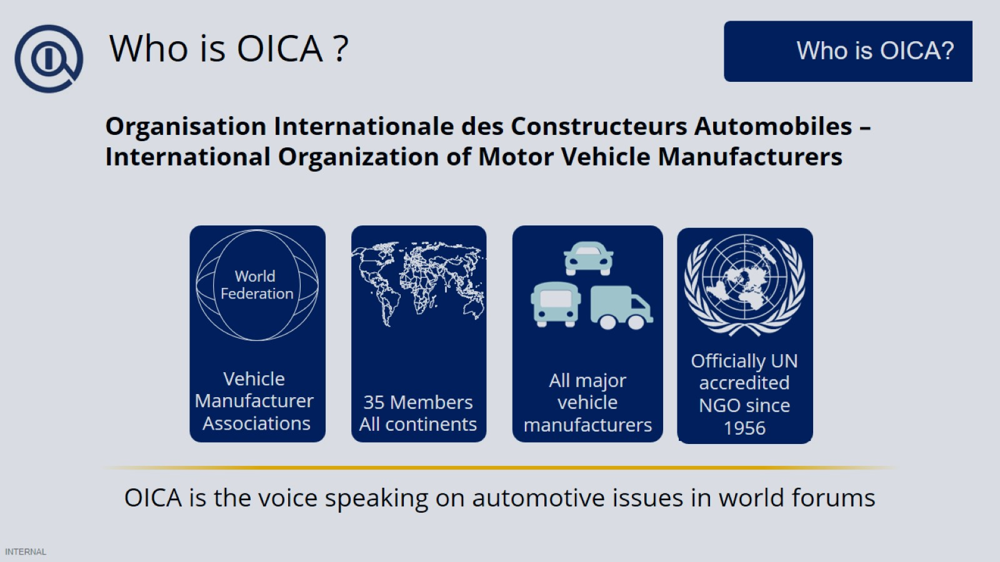 Who is OICA ?
Who is OICA?
Organisation Internationale des Constructeurs Automobiles –
International Organization of Motor Vehicle Manufacturers
World
Federation
Vehicle
Manufacturer
Associations
35 Members
All continents
All major
vehicle
manufacturers
Officially UN
accredited
NGO since
1956
OICA is the voice speaking on automotive issues in world forums
INTERNAL